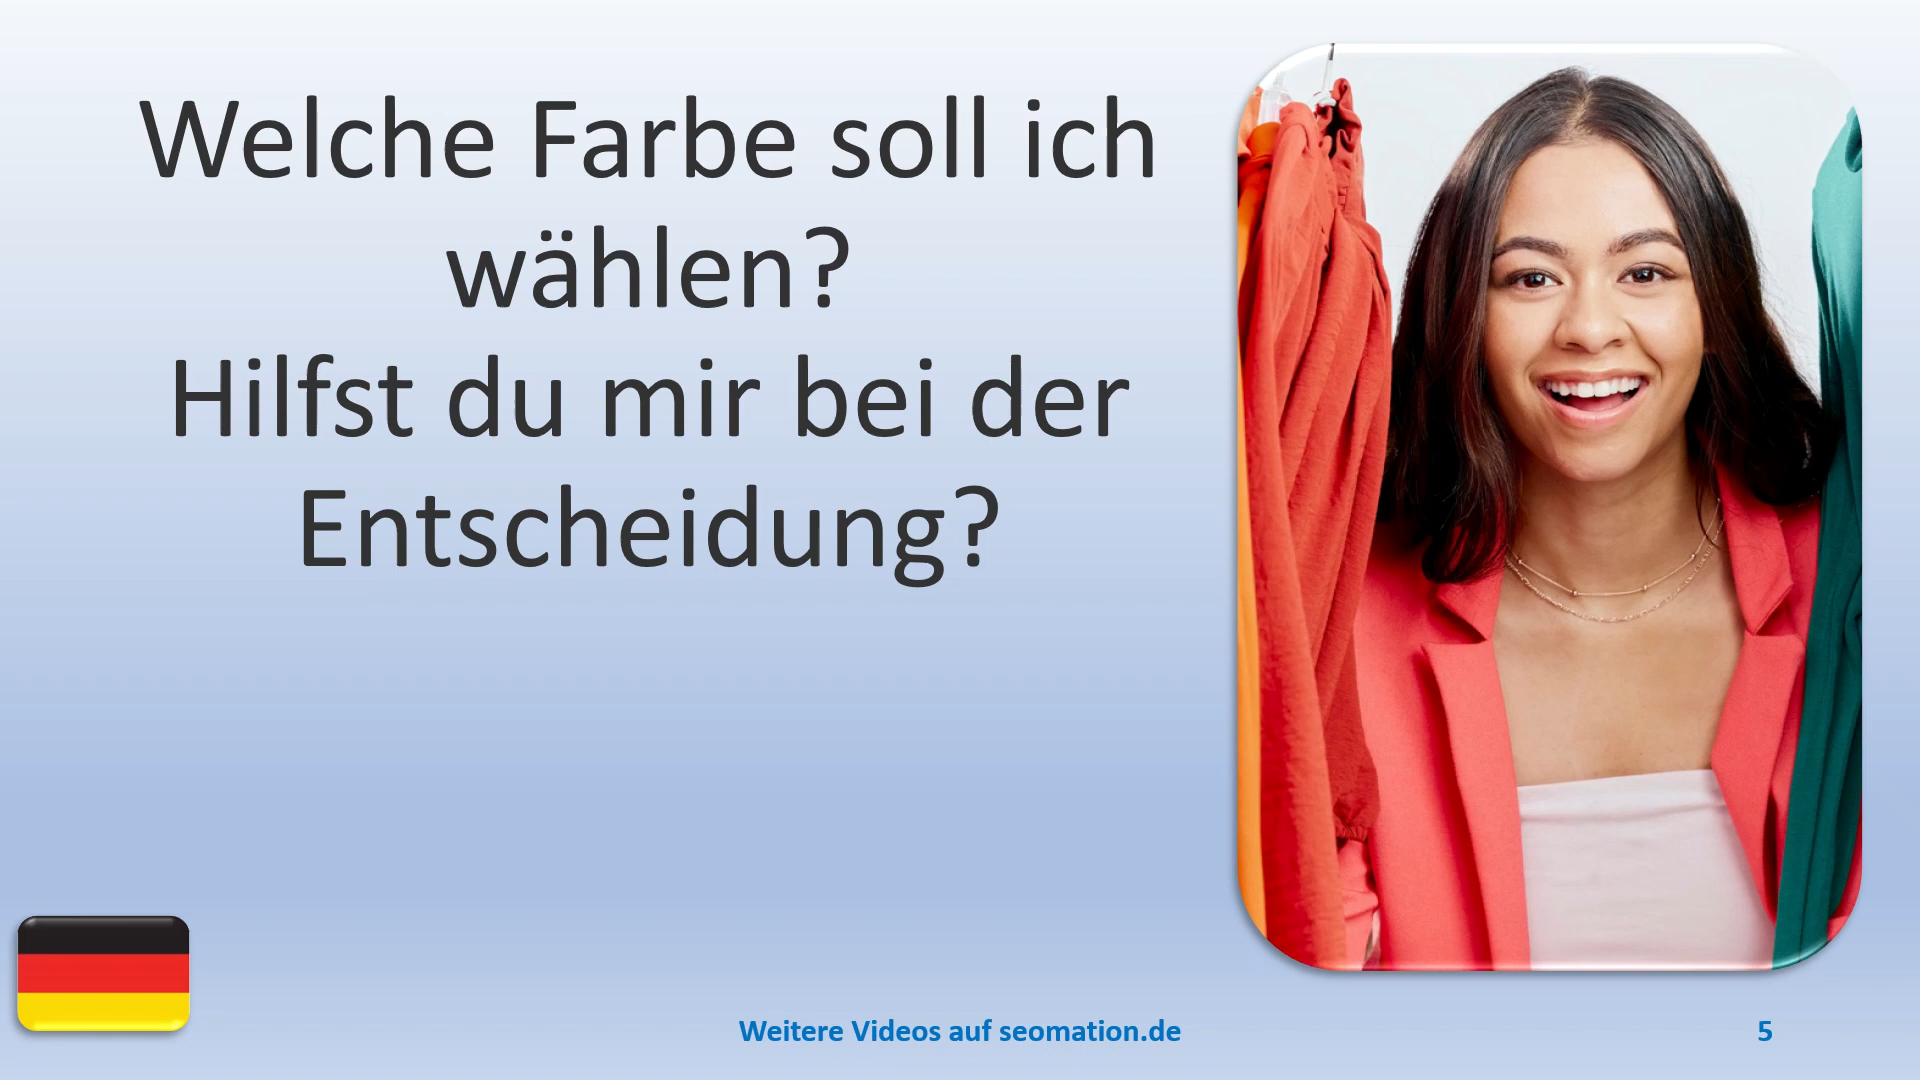 Welche Farbe soll ich
wählen?
Hilfst du mir bei der
Entscheidung?
Weitere Videos auf seomation.de
5